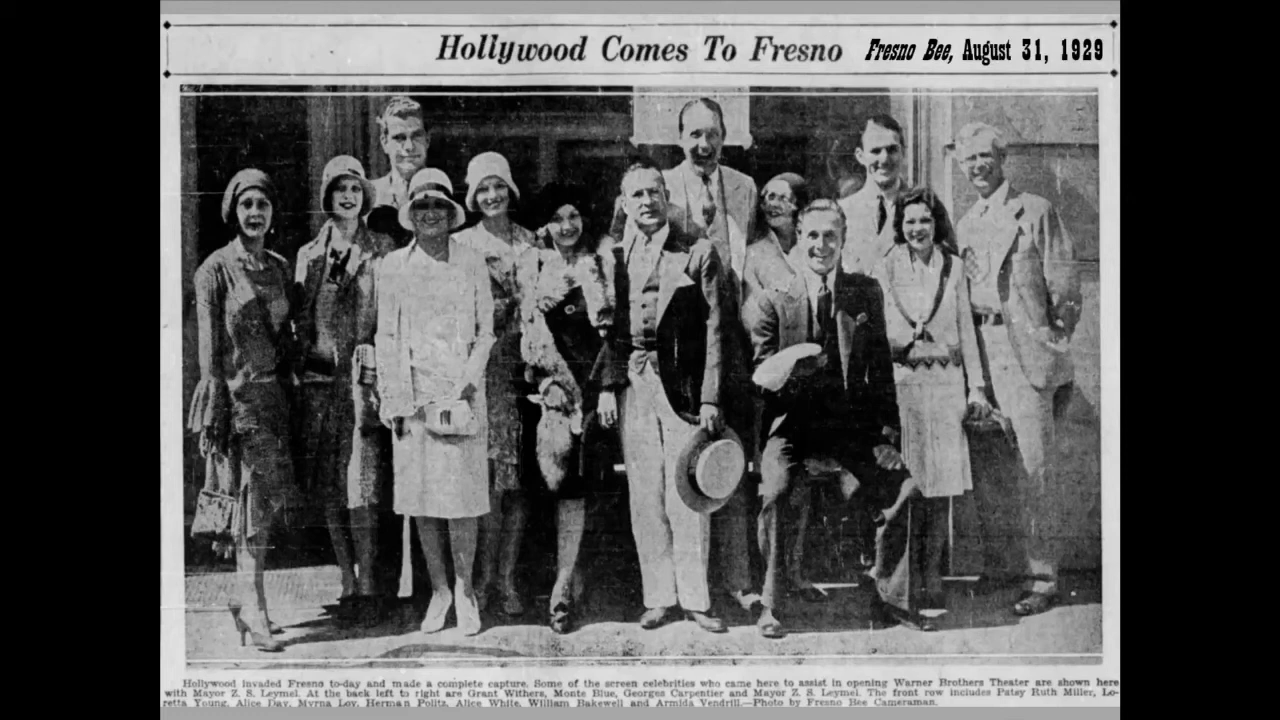 Hollywood Comes To Fresno Fresno Bee, August 31, 1929
Hollywood invaded Fresno to-day and made a complete capture. Some of the screen celebrities who came here to assist in opening Warner Brothers Theater are shown here
with Mayor Z. S. Leymel. At the back left to right are Grant Withers, Monte Blue, Georges Carpentier and Mayor Z. S. Leymel. The front row includes Patsy Ruth Miller, Lo-
retta Young, Alice Day, Myrna Loy, Herman Politz, Alice White, William Bakewell and Armida Vendrill.—Photo by Fresno Bee Cameraman.